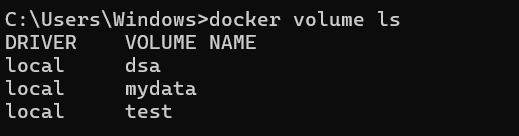 C:\Users\Windows>docker volume ls
DRIVER    VOLUME NAME
local     dsa
local     mydata
local     test